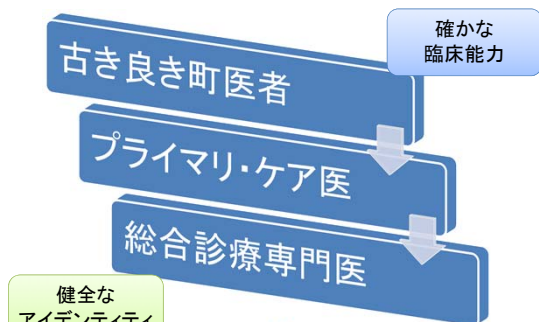 確かな
臨床能力
古き良き町医者
プライマリ・ケア医
総合診療専門医
健全な
アイデンティティ